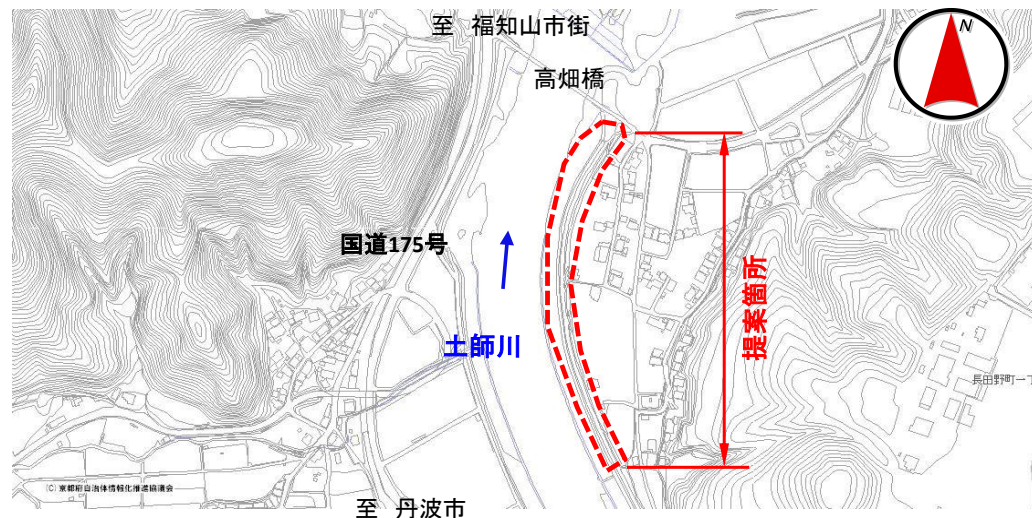 至 福知山市街
N
高畑橋
国道175号
土師川
提案箇所
長田野町一丁
(C)京都府自治体情報化推進協議会
至 丹波市